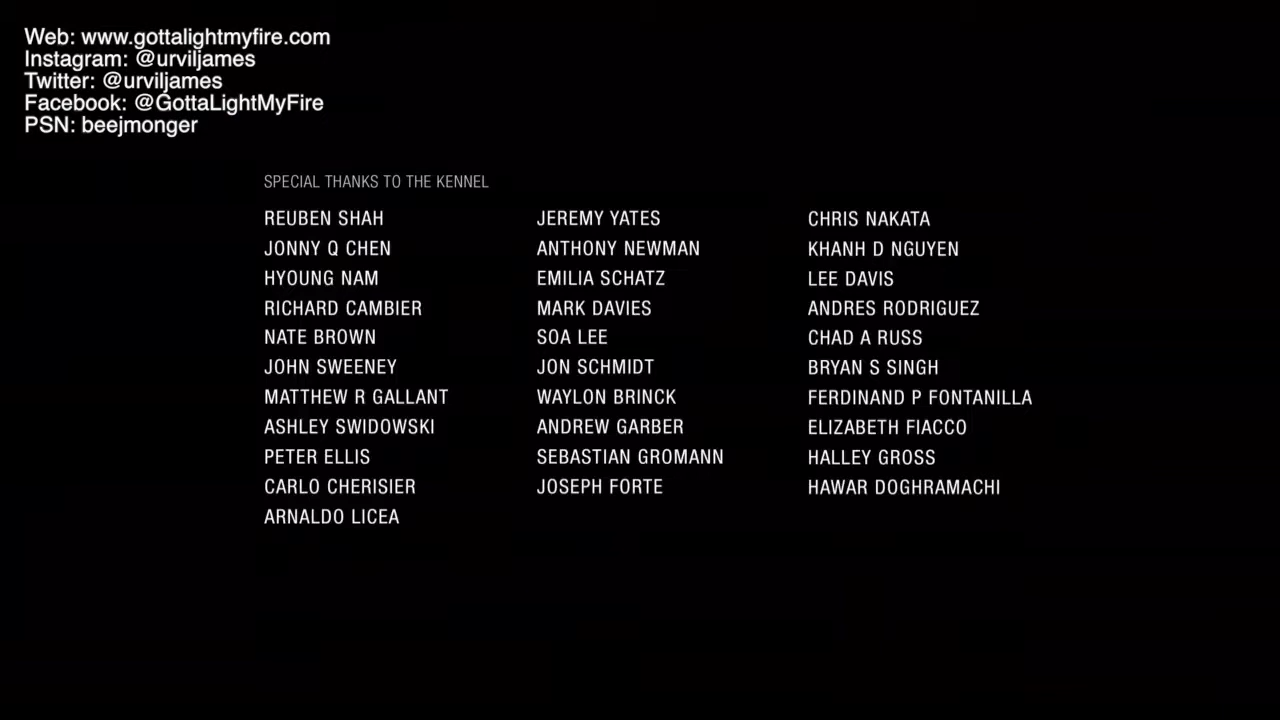 Web: www.gottalightmyfire.com
Instagram: @urviljames
Twitter: @urviljames
Facebook: @GottaLightMyFire
PSN: beejmonger
SPECIAL THANKS TO THE KENNEL
REUBEN SHAH
JONNY Q CHEN
HYOUNG NAM
RICHARD CAMBIER
NATE BROWN
JOHN SWEENEY
MATTHEW R GALLANT
ASHLEY SWIDOWSKI
PETER ELLIS
CARLO CHERISIER
ARNALDO LICEA
JEREMY YATES
ANTHONY NEWMAN
EMILIA SCHATZ
MARK DAVIES
SOA LEE
JON SCHMIDT
WAYLON BRINCK
ANDREW GARBER
SEBASTIAN GROMANN
JOSEPH FORTE
CHRIS NAKATA
KHANH D NGUYEN
LEE DAVIS
ANDRES RODRIGUEZ
CHAD A RUSS
BRYAN S SINGH
FERDINAND P FONTANILLA
ELIZABETH FIACCO
HALLEY GROSS
HAWAR DOGHRAMACHI